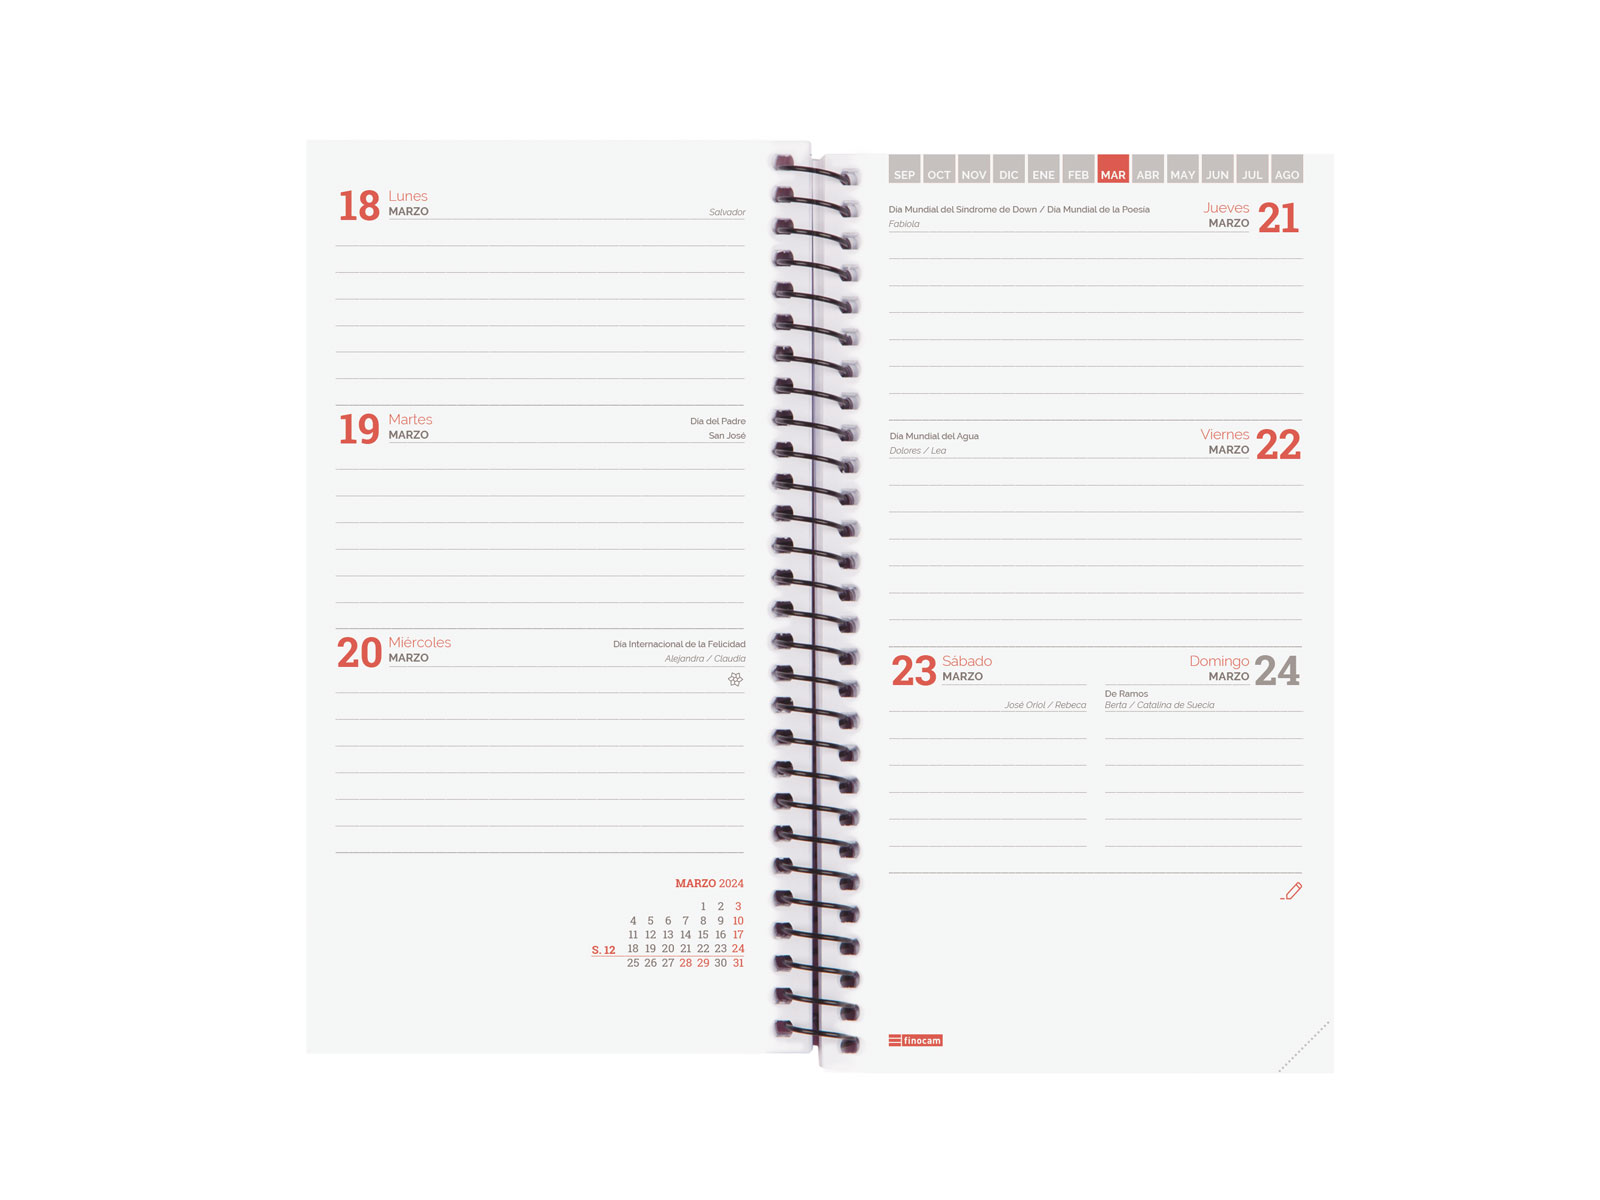 18 Lunes
MARZO
Salvador
19 Martes
MARZO
Día del Padre
San José
20 Miércoles
MARZO
Día Internacional de la Felicidad
Alejandra / Claudia
MARZO 2024
1 2 3
4 5 6 7 8 9 10
11 12 13 14 15 16 17
S. 12 18 19 20 21 22 23 24
25 26 27 28 29 30 31
SEP OCT NOV DIC ENE FEB MAR ABR MAY JUN JUL AGO
Día Mundial del Síndrome de Down / Día Mundial de la Poesía
Fabiola
Jueves 21
MARZO
Día Mundial del Agua
Dolores / Lea
Viernes 22
MARZO
23 Sábado
MARZO
José Oriol / Rebeca
Domingo 24
MARZO
De Ramos
Berta / Catalina de Suecia
finocam